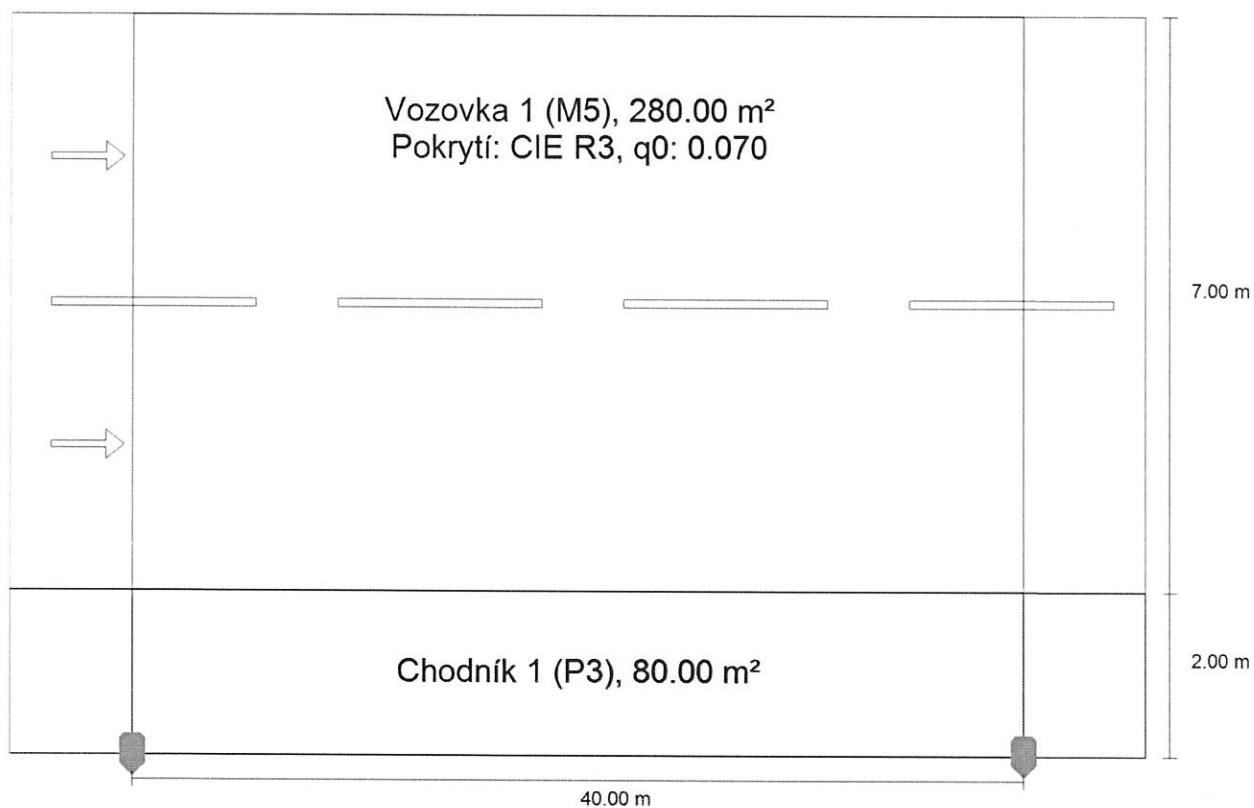 Vozovka 1 (M5), 280.00 m²
Pokrytí: CIE R3, q0: 0.070
7.00 m
Chodník 1 (P3), 80.00 m²
2.00 m
40.00 m